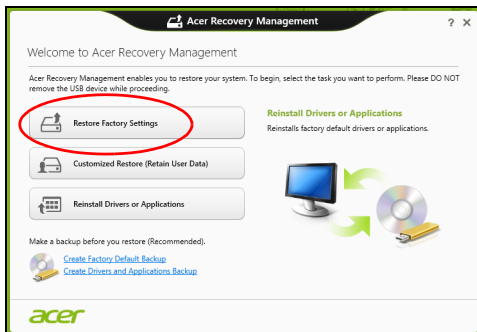 Acer Recovery Management
? X
Welcome to Acer Recovery Management
Acer Recovery Management enables you to restore your system. To begin, select the task you want to perform. Please DO NOT
remove the USB device while proceeding.
Restore Factory Settings
Customized Restore (Retain User Data)
Reinstall Drivers or Applications
Reinstall Drivers or Applications
Reinstalls factory default drivers or applications.
Make a backup before you restore (Recommended).
Create Factory Default Backup
Create Drivers and Applications Backup
acer